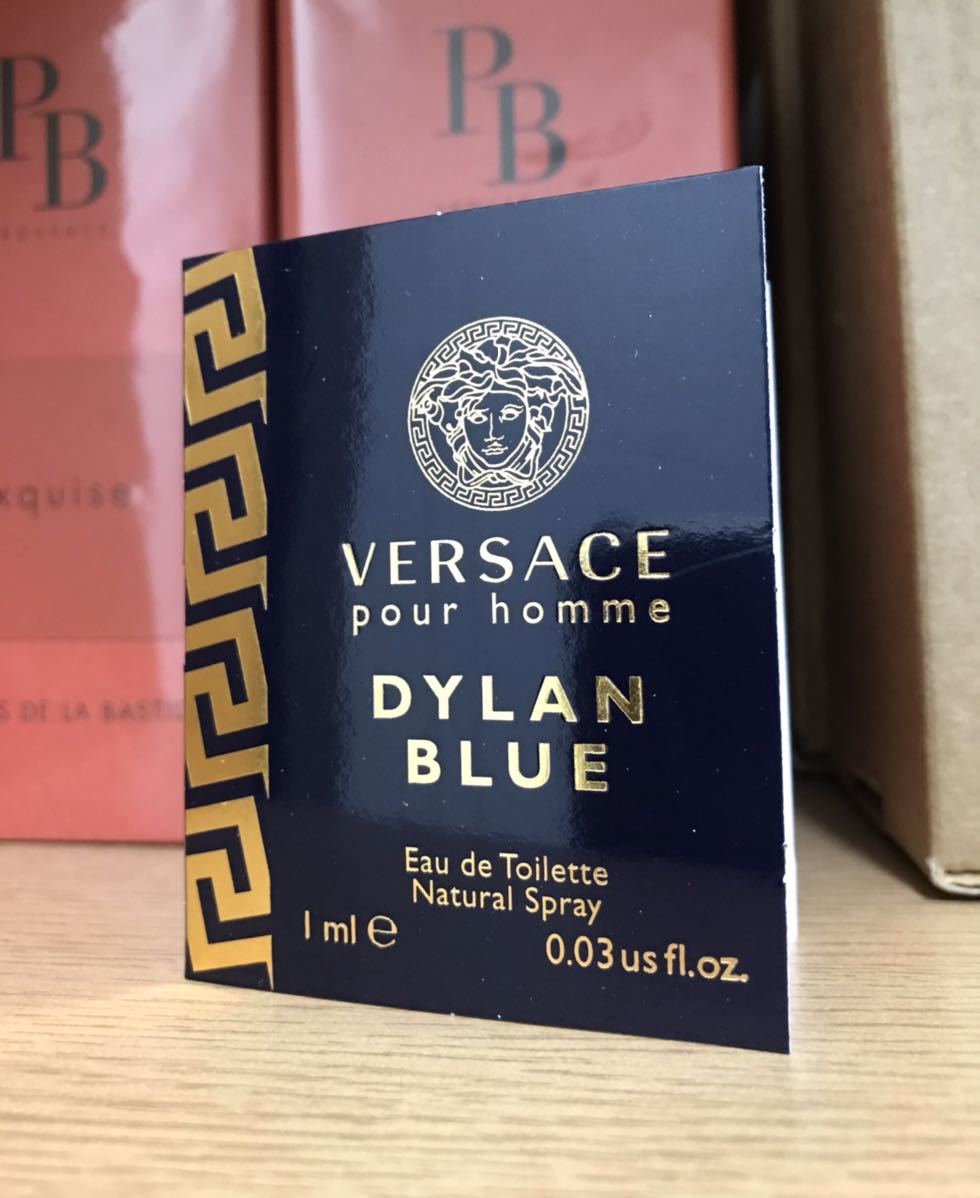 PB
PB
xquise
S DE LA BASTI
VERSACE
pour homme
DYLAN
BLUE
Eau de Toilette
Natural Spray
1 ml e
0.03 us fl.oz.